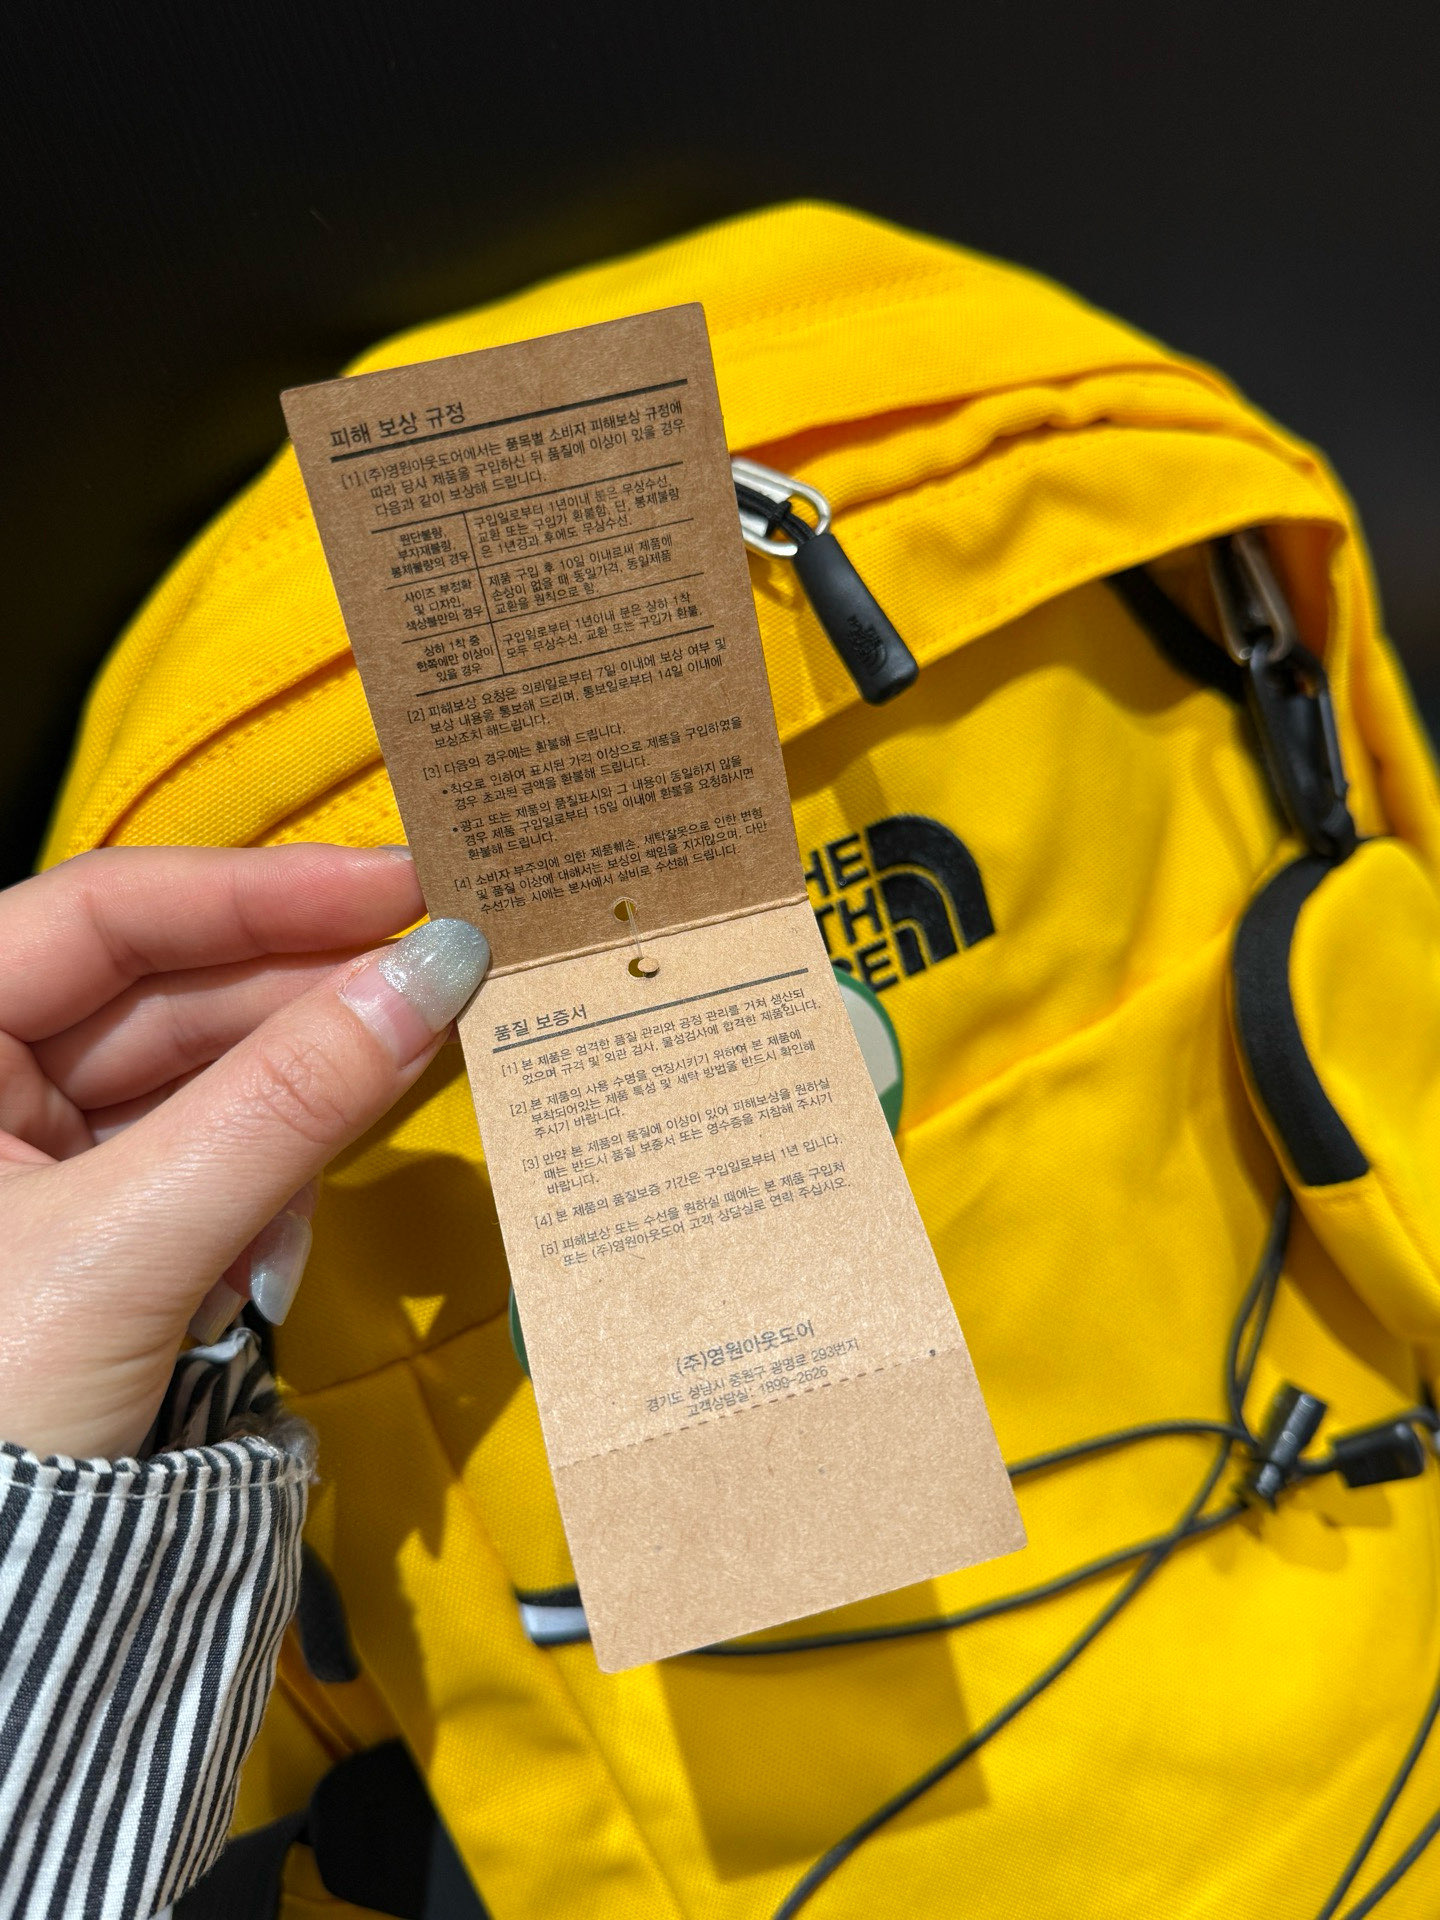 피해 보상 규정
[1] (주)영원아웃도어에서는 품목별 소비자 피해보상 규정에
따라 당사 제품을 구입하신 뒤 품질에 이상이 있을 경우
다음과 같이 보상해 드립니다.
원단불량,
부자재불량,
봉제불량의 경우
구입일로부터 1년이내 분은 무상수선,
교환 또는 구입가 환불함. 단, 봉제불량
은 1년경과 후에도 무상수선.
사이즈 부정확
및 디자인,
색상불만의 경우
제품 구입 후 10일 이내로써 제품에
손상이 없을 때 동일가격, 동일제품
교환을 원칙으로 함.
상하 1착 중
한쪽에만 이상이
있을 경우
구입일로부터 1년이내 분은 상하 1착
모두 무상수선, 교환 또는 구입가 환불.
[2] 피해보상 요청은 의뢰일로부터 7일 이내에 보상 여부 및
보상 내용을 통보해 드리며, 통보일로부터 14일 이내에
보상조치 해드립니다.
[3] 다음의 경우에는 환불해 드립니다.
• 착오로 인하여 표시된 가격 이상으로 제품을 구입하였을
경우 초과된 금액을 환불해 드립니다.
• 광고 또는 제품의 품질표시와 그 내용이 동일하지 않을
경우 제품 구입일로부터 15일 이내에 환불을 요청하시면
환불해 드립니다.
[4] 소비자 부주의에 의한 제품훼손, 세탁잘못으로 인한 변형
및 품질 이상에 대해서는 보상의 책임을 지지않으며, 다만
수선가능 시에는 본사에서 실비로 수선해 드립니다.
품질 보증서
[1] 본 제품은 엄격한 품질 관리와 공정 관리를 거쳐 생산되
었으며 규격 및 외관 검사, 물성검사에 합격한 제품입니다.
[2] 본 제품의 사용 수명을 연장시키기 위하여 본 제품에
부착되어있는 제품 특성 및 세탁 방법을 반드시 확인해
주시기 바랍니다.
[3] 만약 본 제품의 품질에 이상이 있어 피해보상을 원하실
때는 반드시 품질 보증서 또는 영수증을 지참해 주시기
바랍니다.
[4] 본 제품의 품질보증 기간은 구입일로부터 1년 입니다.
[5] 피해보상 또는 수선을 원하실 때에는 본 제품 구입처
또는 (주)영원아웃도어 고객 상담실로 연락 주십시오.
(주)영원아웃도어
경기도 성남시 중원구 광명로 293번지
고객상담실: 1899-2626
HE
TH
CE